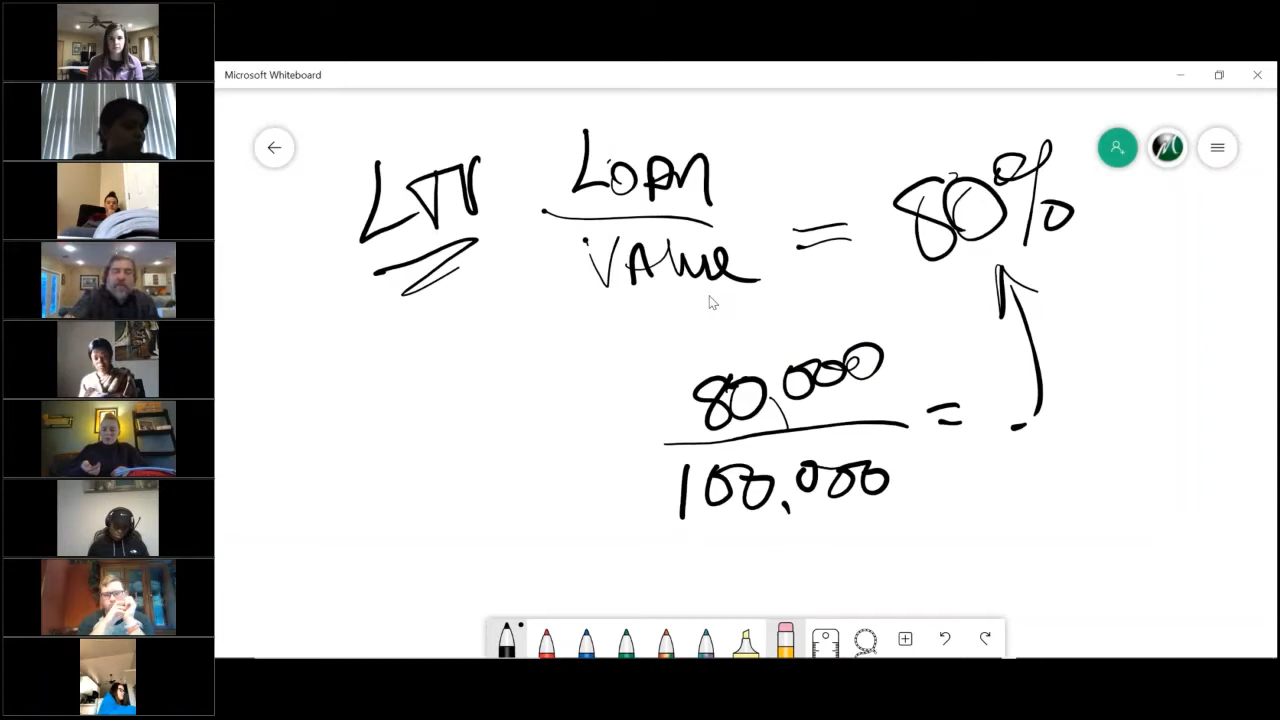 Microsoft Whiteboard
LTV Loan = 80%
Value
80,000 =.
100,000